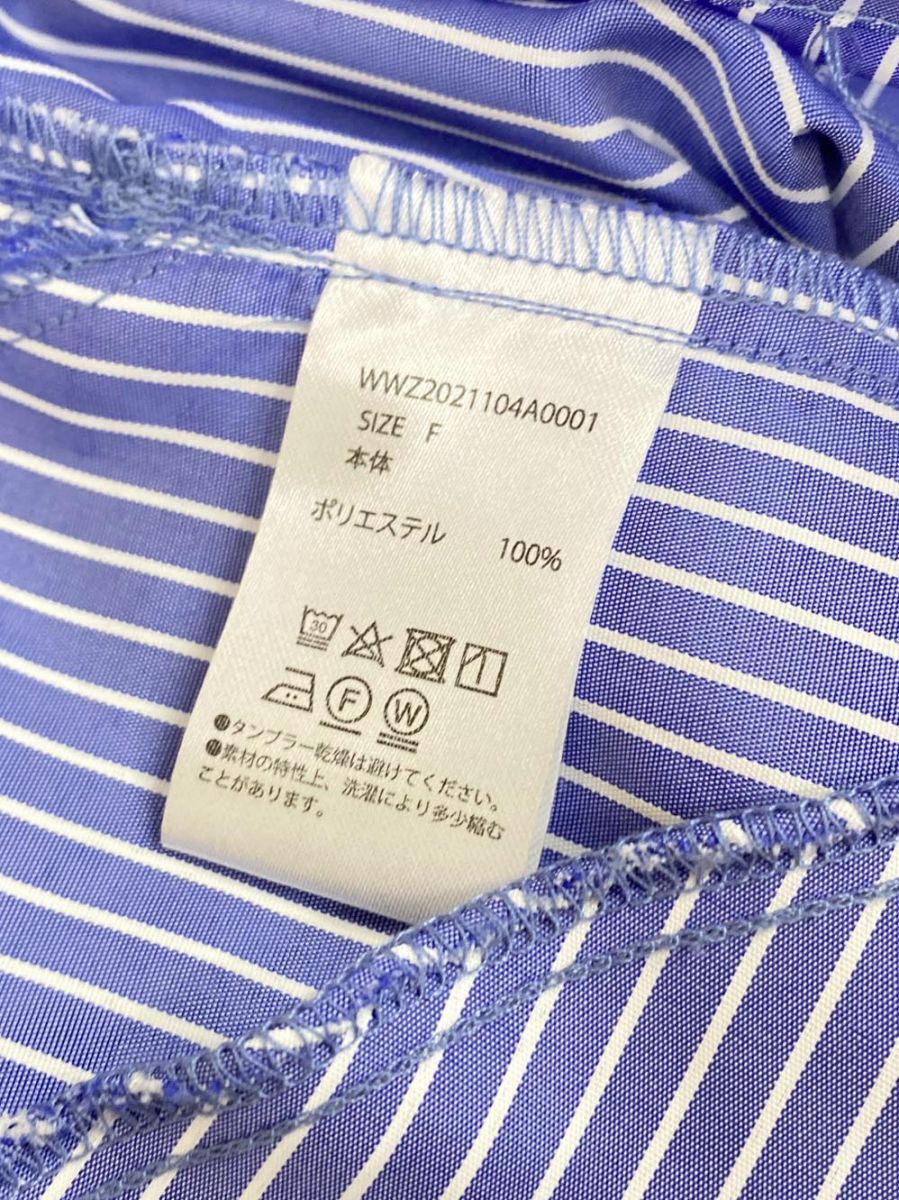 WWZ2021104A0001
SIZE F
本体
ポリエステル 100%
30
F W
タンブラー乾燥は避けてください。
素材の特性上、洗濯により多少縮む
ことがあります。